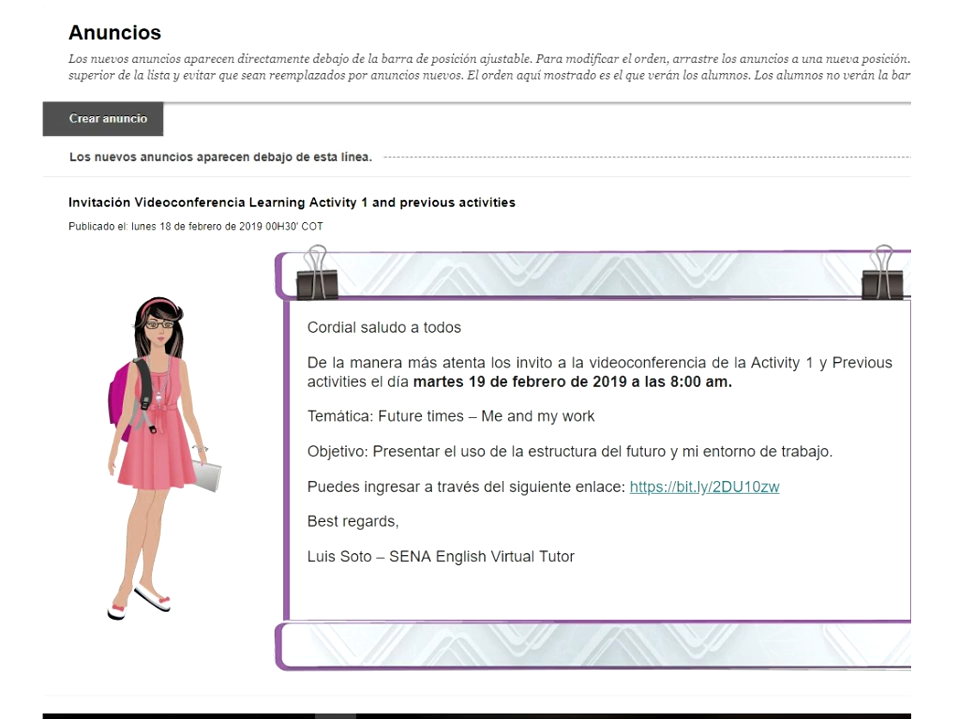 Anuncios
Los nuevos anuncios aparecen directamente debajo de la barra de posición ajustable. Para modificar el orden, arrastre los anuncios a una nueva posición.
superior de la lista y evitar que sean reemplazados por anuncios nuevos. El orden aquí mostrado es el que verán los alumnos. Los alumnos no verán la bar
Crear anuncio
Los nuevos anuncios aparecen debajo de esta línea.
Invitación Videoconferencia Learning Activity 1 and previous activities
Publicado el: lunes 18 de febrero de 2019 00H30' COT
Cordial saludo a todos
De la manera más atenta los invito a la videoconferencia de la Activity 1 y Previous
activities el día martes 19 de febrero de 2019 a las 8:00 am.
Temática: Future times – Me and my work
Objetivo: Presentar el uso de la estructura del futuro y mi entorno de trabajo.
Puedes ingresar a través del siguiente enlace: https://bit.ly/2DU10zw
Best regards,
Luis Soto – SENA English Virtual Tutor